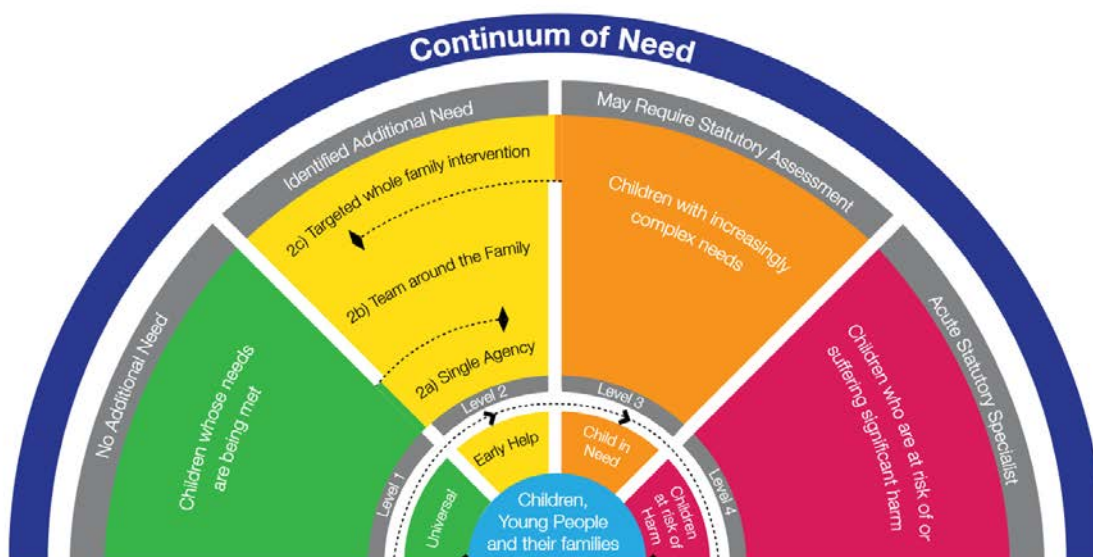 Continuum of Need
No Additional Need
Identified Additional Need
May Require Statutory Assessment
Acute Statutory Specialist
Children whose needs
are being met
2c) Targeted whole family intervention
2b) Team around the Family
2a) Single Agency
Children with increasingly
complex needs
Children who are at risk of or
suffering significant harm
Level 1
Level 2
Level 3
Level 4
Universal
Early Help
Child in
Need
Children
at risk of
Harm
Children,
Young People
and their families